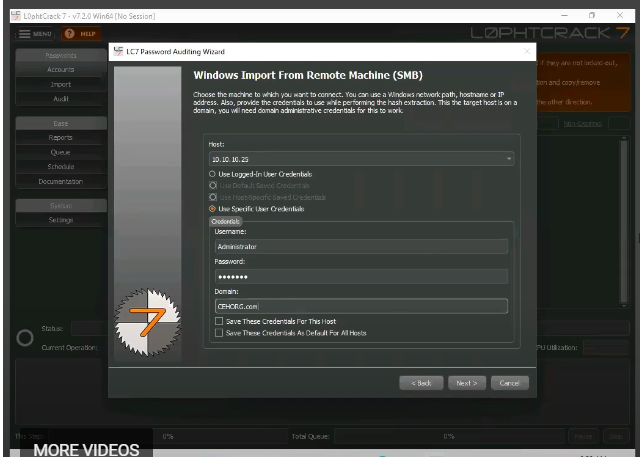 L0phtCrack 7 - v7.2.0 Win64 [No Session]
MENU
HELP
L0PHTCRACK 7
LC7 Password Auditing Wizard
Passwords
Accounts
Import
Audit
Data
Reports
Queue
Schedule
Documentation
System
Settings
Windows Import From Remote Machine (SMB)
Choose the machine to which you want to connect. You can use a Windows network path, hostname or IP
address. Also, provide the credentials to use while performing the hash extraction. This the target host is on a
domain, you will need domain administrative credentials for this to work.
Host:
10.10.10.25
Use Logged-In User Credentials
Use Default Saved Credentials
Use Host-Specific Saved Credentials
Use Specific User Credentials
Credentials
Username:
Administrator
Password:
•••••••
Domain:
CEHORG.com
Save These Credentials For This Host
Save These Credentials As Default For All Hosts
< Back
Next >
Cancel
if they are not locked-out,
and copy/remove
the other direction.
7
Status:
Current Operation:
PU Utilization:
0%
Total Queue:
0%
Pause
Stop
MORE VIDEOS